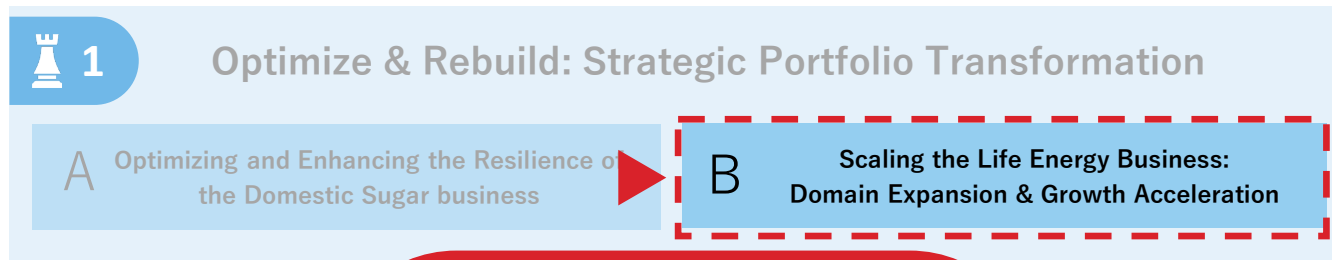 1
Optimize & Rebuild: Strategic Portfolio Transformation
A
Optimizing and Enhancing the Resilience of
the Domestic Sugar business
B
Scaling the Life Energy Business:
Domain Expansion & Growth Acceleration